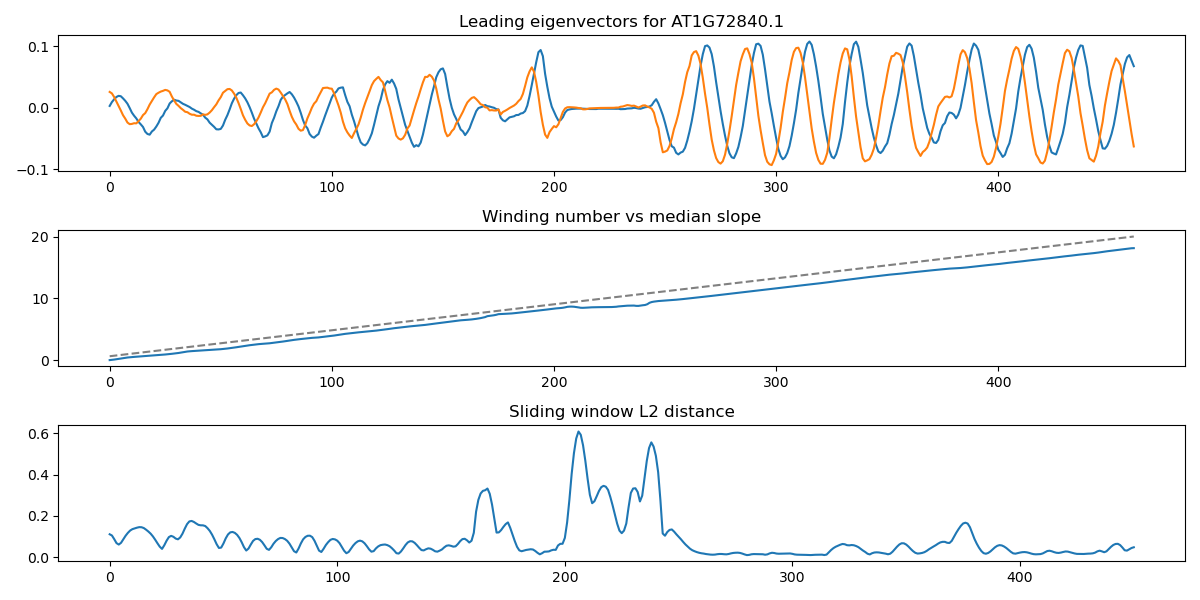 Leading eigenvectors for AT1G72840.1
0.1
0.0
−0.1
0 100 200 300 400
Winding number vs median slope
20
10
0
0 100 200 300 400
Sliding window L2 distance
0.6
0.4
0.2
0.0
0 100 200 300 400